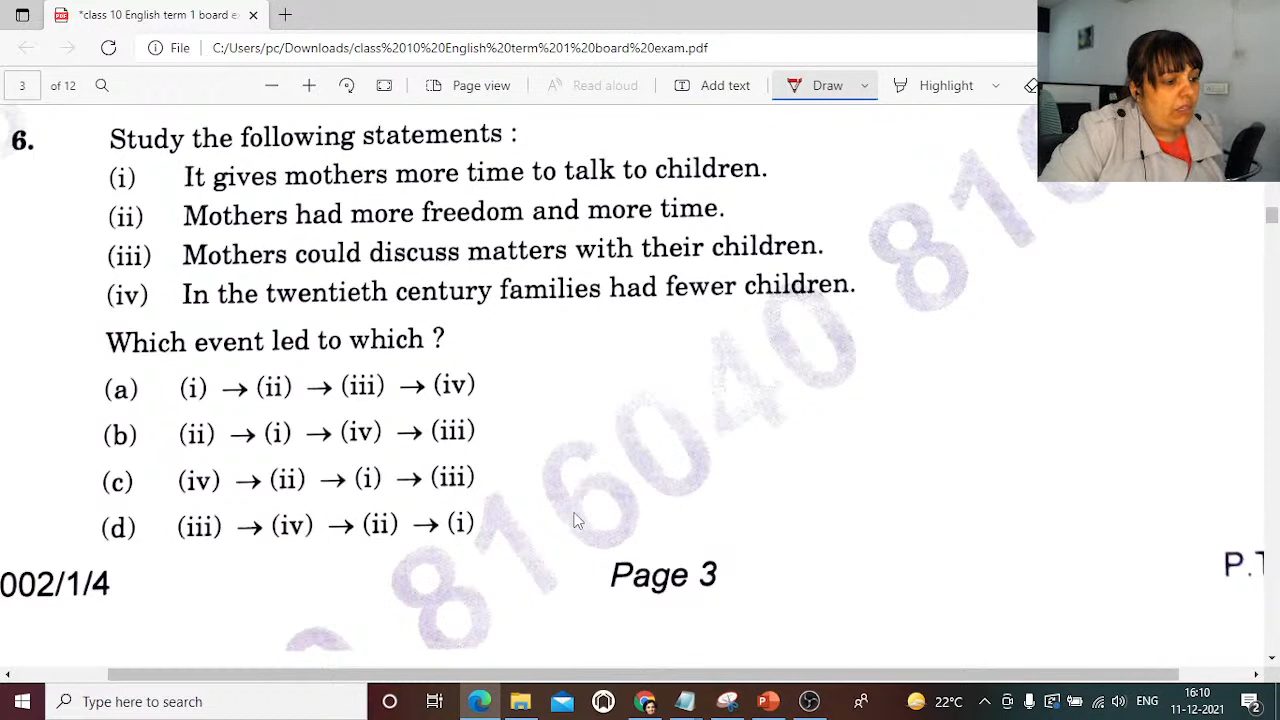 *class 10 English term 1 board e
File
C:/Users/pc/Downloads/class%2010%20English%20term%201%20board%20exam.pdf
3 of 12
Page view
Read aloud
Add text
Draw
Highlight
6. Study the following statements :
(i) It gives mothers more time to talk to children.
(ii) Mothers had more freedom and more time.
(iii) Mothers could discuss matters with their children.
(iv) In the twentieth century families had fewer children.
Which event led to which ?
(a) (i) → (ii) → (iii) → (iv)
(b) (ii) → (i) → (iv) → (iii)
(c) (iv) → (ii) → (i) → (iii)
(d) (iii) → (iv) → (ii) → (i)
002/1/4
Page 3
P.T
816040 81
Type here to search
22°C
ENG
16:10
11-12-2021
2